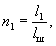 n₁ = l₁ / lш,